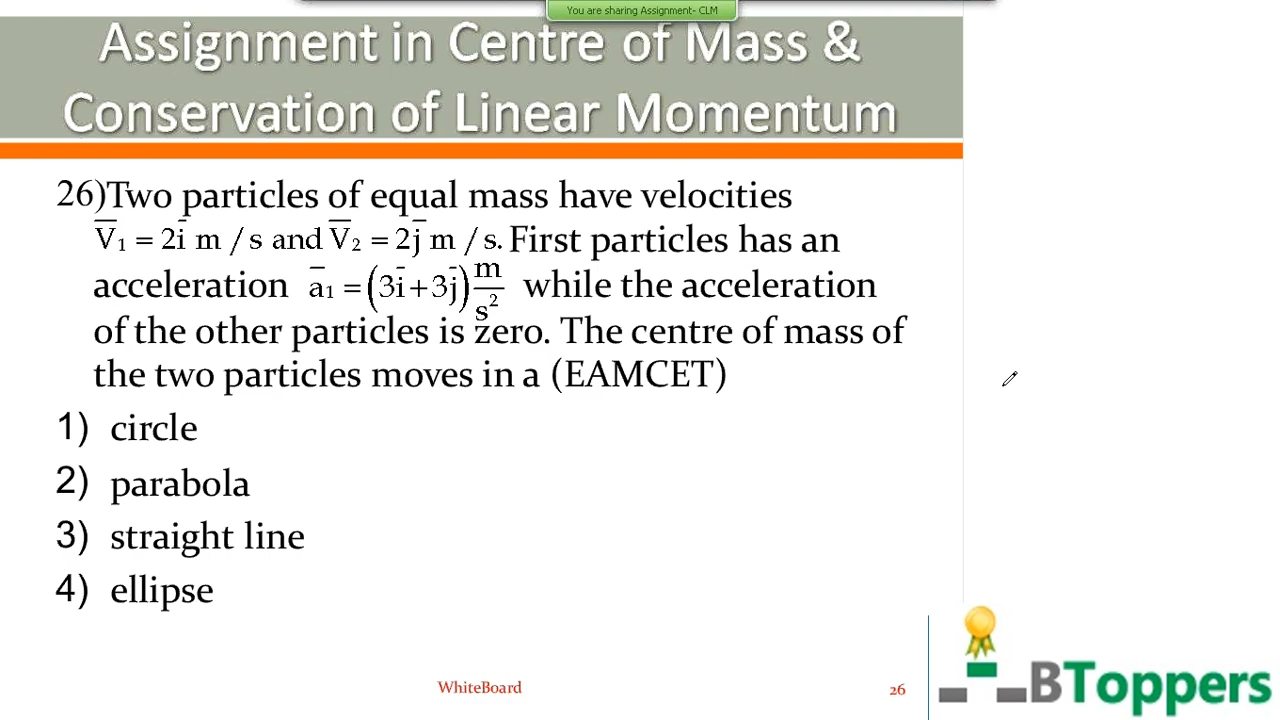 You are sharing Assignment- CLM
Assignment in Centre of Mass &
Conservation of Linear Momentum
26)Two particles of equal mass have velocities
V̅₁ = 2i̅ m / s and V̅₂ = 2j̅ m / s. First particles has an
acceleration a̅₁ = (3i̅+3j̅) m/s² while the acceleration
of the other particles is zero. The centre of mass of
the two particles moves in a (EAMCET)
1) circle
2) parabola
3) straight line
4) ellipse
WhiteBoard
26
BToppers